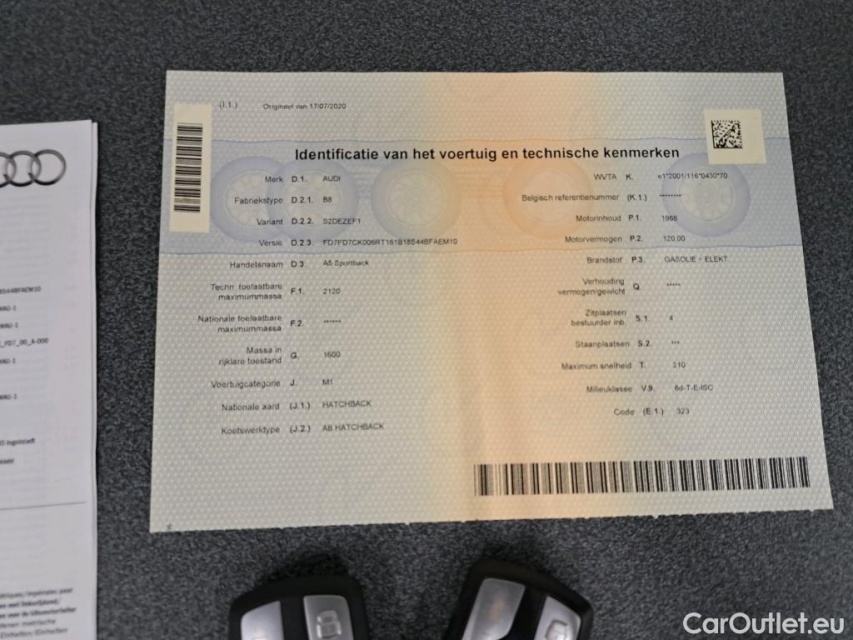 (I.1.) Origineel van 17/07/2020
Identificatie van het voertuig en technische kenmerken
Merk D.1. AUDI
Fabriekstype D.2.1. B8
Variant D.2.2. S2DEZEF1
Versie D.2.3. FD7FD7CK006RT161B18S44BFAEM10
Handelsnaam D.3. A5 Sportback
Techn toelaatbare
maximummassa F.1. 2120
Nationale toelaatbare
maximummassa F.2. ******
Massa in
rijklare toestand G. 1600
Voertuigcategorie J. M1
Nationale aard (J.1.) HATCHBACK
Koetswerktype (J.2.) AB HATCHBACK
WVTA K. e1*2001/116*0430*70
Belgisch referentienummer (K.1.)
Motorinhoud P.1. 1968
Motorvermogen P.2. 120.00
Brandstof P.3. GASOLIE - ELEKT
Verhouding
vermogen/gewicht Q. *****
Zitplaatsen
bestuurder inb. S.1. 4
Staanplaatsen S.2. ***
Maximum snelheid T. 210
Milieuklasse V.9. 6d-T-E-ISC
Code (E.1.) 323
CarOutlet.eu